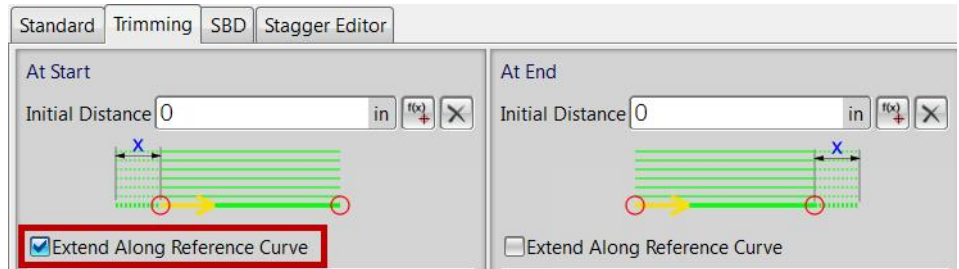 Standard Trimming SBD Stagger Editor
At Start
Initial Distance 0 in f(x)
X
Extend Along Reference Curve
At End
Initial Distance 0 in f(x)
X
Extend Along Reference Curve